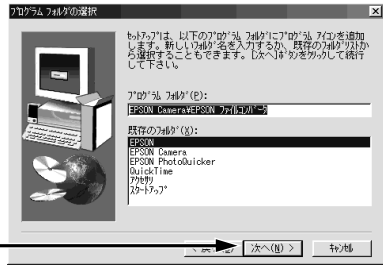 プログラム フォルダの選択
セットアップは、以下のプログラム フォルダにプログラム アイコンを追加
します。新しいフォルダ名を入力するか、既存のフォルダ リストか
ら選択することもできます。[次へ]ボタンをクリックして続行
して下さい。
プログラム フォルダ(P):
EPSON Camera¥EPSON ファイルコンバータ
既存のフォルダ(X):
EPSON
EPSON Camera
EPSON PhotoQuicker
QuickTime
アクセサリ
スタートアップ
次へ(N) >
キャンセル